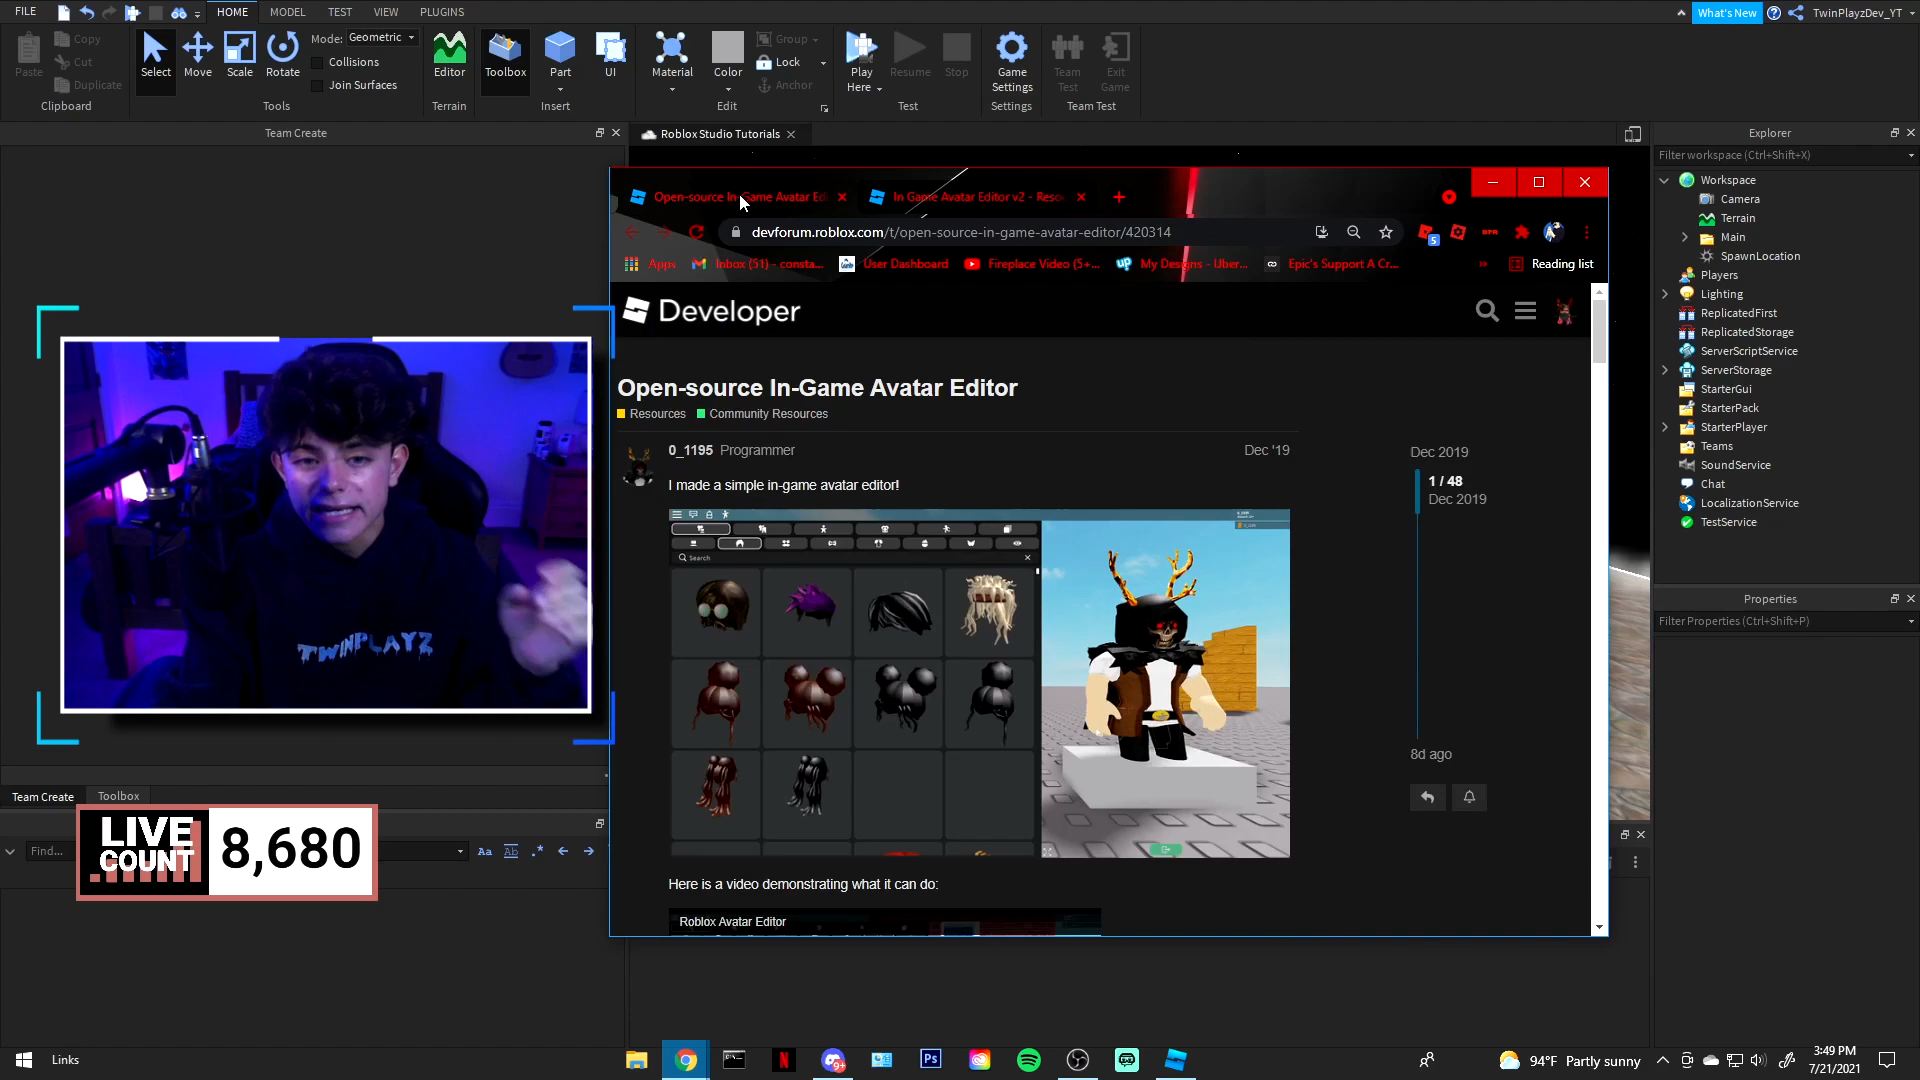 FILE
HOME
MODEL
TEST
VIEW
PLUGINS
What's New
TwinPlayzDev_YT
Paste
Copy
Cut
Duplicate
Clipboard
Select
Move
Scale
Rotate
Mode: Geometric
Collisions
Join Surfaces
Tools
Editor
Terrain
Toolbox
Part
UI
Insert
Material
Color
Group
Lock
Anchor
Edit
Play
Here
Resume
Stop
Test
Game
Settings
Settings
Team
Test
Exit
Game
Team Test
Team Create
Roblox Studio Tutorials
Explorer
Filter workspace (Ctrl+Shift+X)
Workspace
Camera
Terrain
Main
SpawnLocation
Players
Lighting
ReplicatedFirst
ReplicatedStorage
ServerScriptService
ServerStorage
StarterGui
StarterPack
StarterPlayer
Teams
SoundService
Chat
LocalizationService
TestService
Properties
Filter Properties (Ctrl+Shift+P)
Open-source In-Game Avatar Edi
In Game Avatar Editor v2 - Reso
devforum.roblox.com/t/open-source-in-game-avatar-editor/420314
5
Apps
Inbox (51) - consta...
User Dashboard
Fireplace Video (5+...
My Designs - Uber...
Epic's Support A Cr...
Reading list
Developer
Open-source In-Game Avatar Editor
Resources
Community Resources
0_1195 Programmer
Dec '19
I made a simple in-game avatar editor!
Search
Here is a video demonstrating what it can do:
Roblox Avatar Editor
Dec 2019
1 / 48
Dec 2019
8d ago
TWINPLAYZ
Team Create
Toolbox
Find...
Aa
Ab
LIVE
COUNT
8,680
Links
Ps
9+
94°F Partly sunny
3:49 PM
7/21/2021